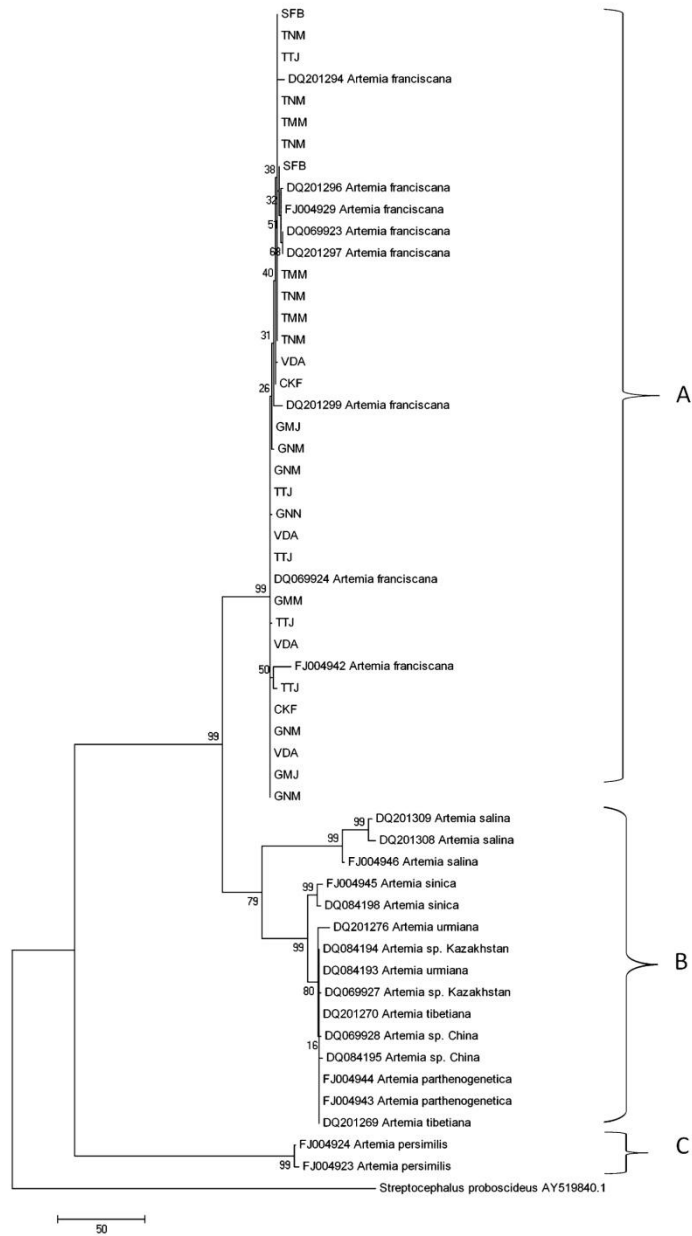 SFB
TNM
TTJ
DQ201294 Artemia franciscana
TNM
TMM
TNM
SFB
38
DQ201296 Artemia franciscana
32
FJ004929 Artemia franciscana
51
DQ069923 Artemia franciscana
68
DQ201297 Artemia franciscana
40
TMM
TNM
TMM
31
TNM
VDA
26
CKF
A
DQ201299 Artemia franciscana
GMJ
GNM
GNM
TTJ
GNN
VDA
TTJ
99
DQ069924 Artemia franciscana
GMM
TTJ
VDA
50
FJ004942 Artemia franciscana
TTJ
CKF
99
GNM
VDA
GMJ
GNM
99
DQ201309 Artemia salina
99
DQ201308 Artemia salina
FJ004946 Artemia salina
99
FJ004945 Artemia sinica
79
DQ084198 Artemia sinica
DQ201276 Artemia urmiana
99
DQ084194 Artemia sp. Kazakhstan
B
DQ084193 Artemia urmiana
80
DQ069927 Artemia sp. Kazakhstan
DQ201270 Artemia tibetiana
DQ069928 Artemia sp. China
16
DQ084195 Artemia sp. China
FJ004944 Artemia parthenogenetica
FJ004943 Artemia parthenogenetica
DQ201269 Artemia tibetiana
FJ004924 Artemia persimilis
C
99
FJ004923 Artemia persimilis
Streptocephalus proboscideus AY519840.1
50